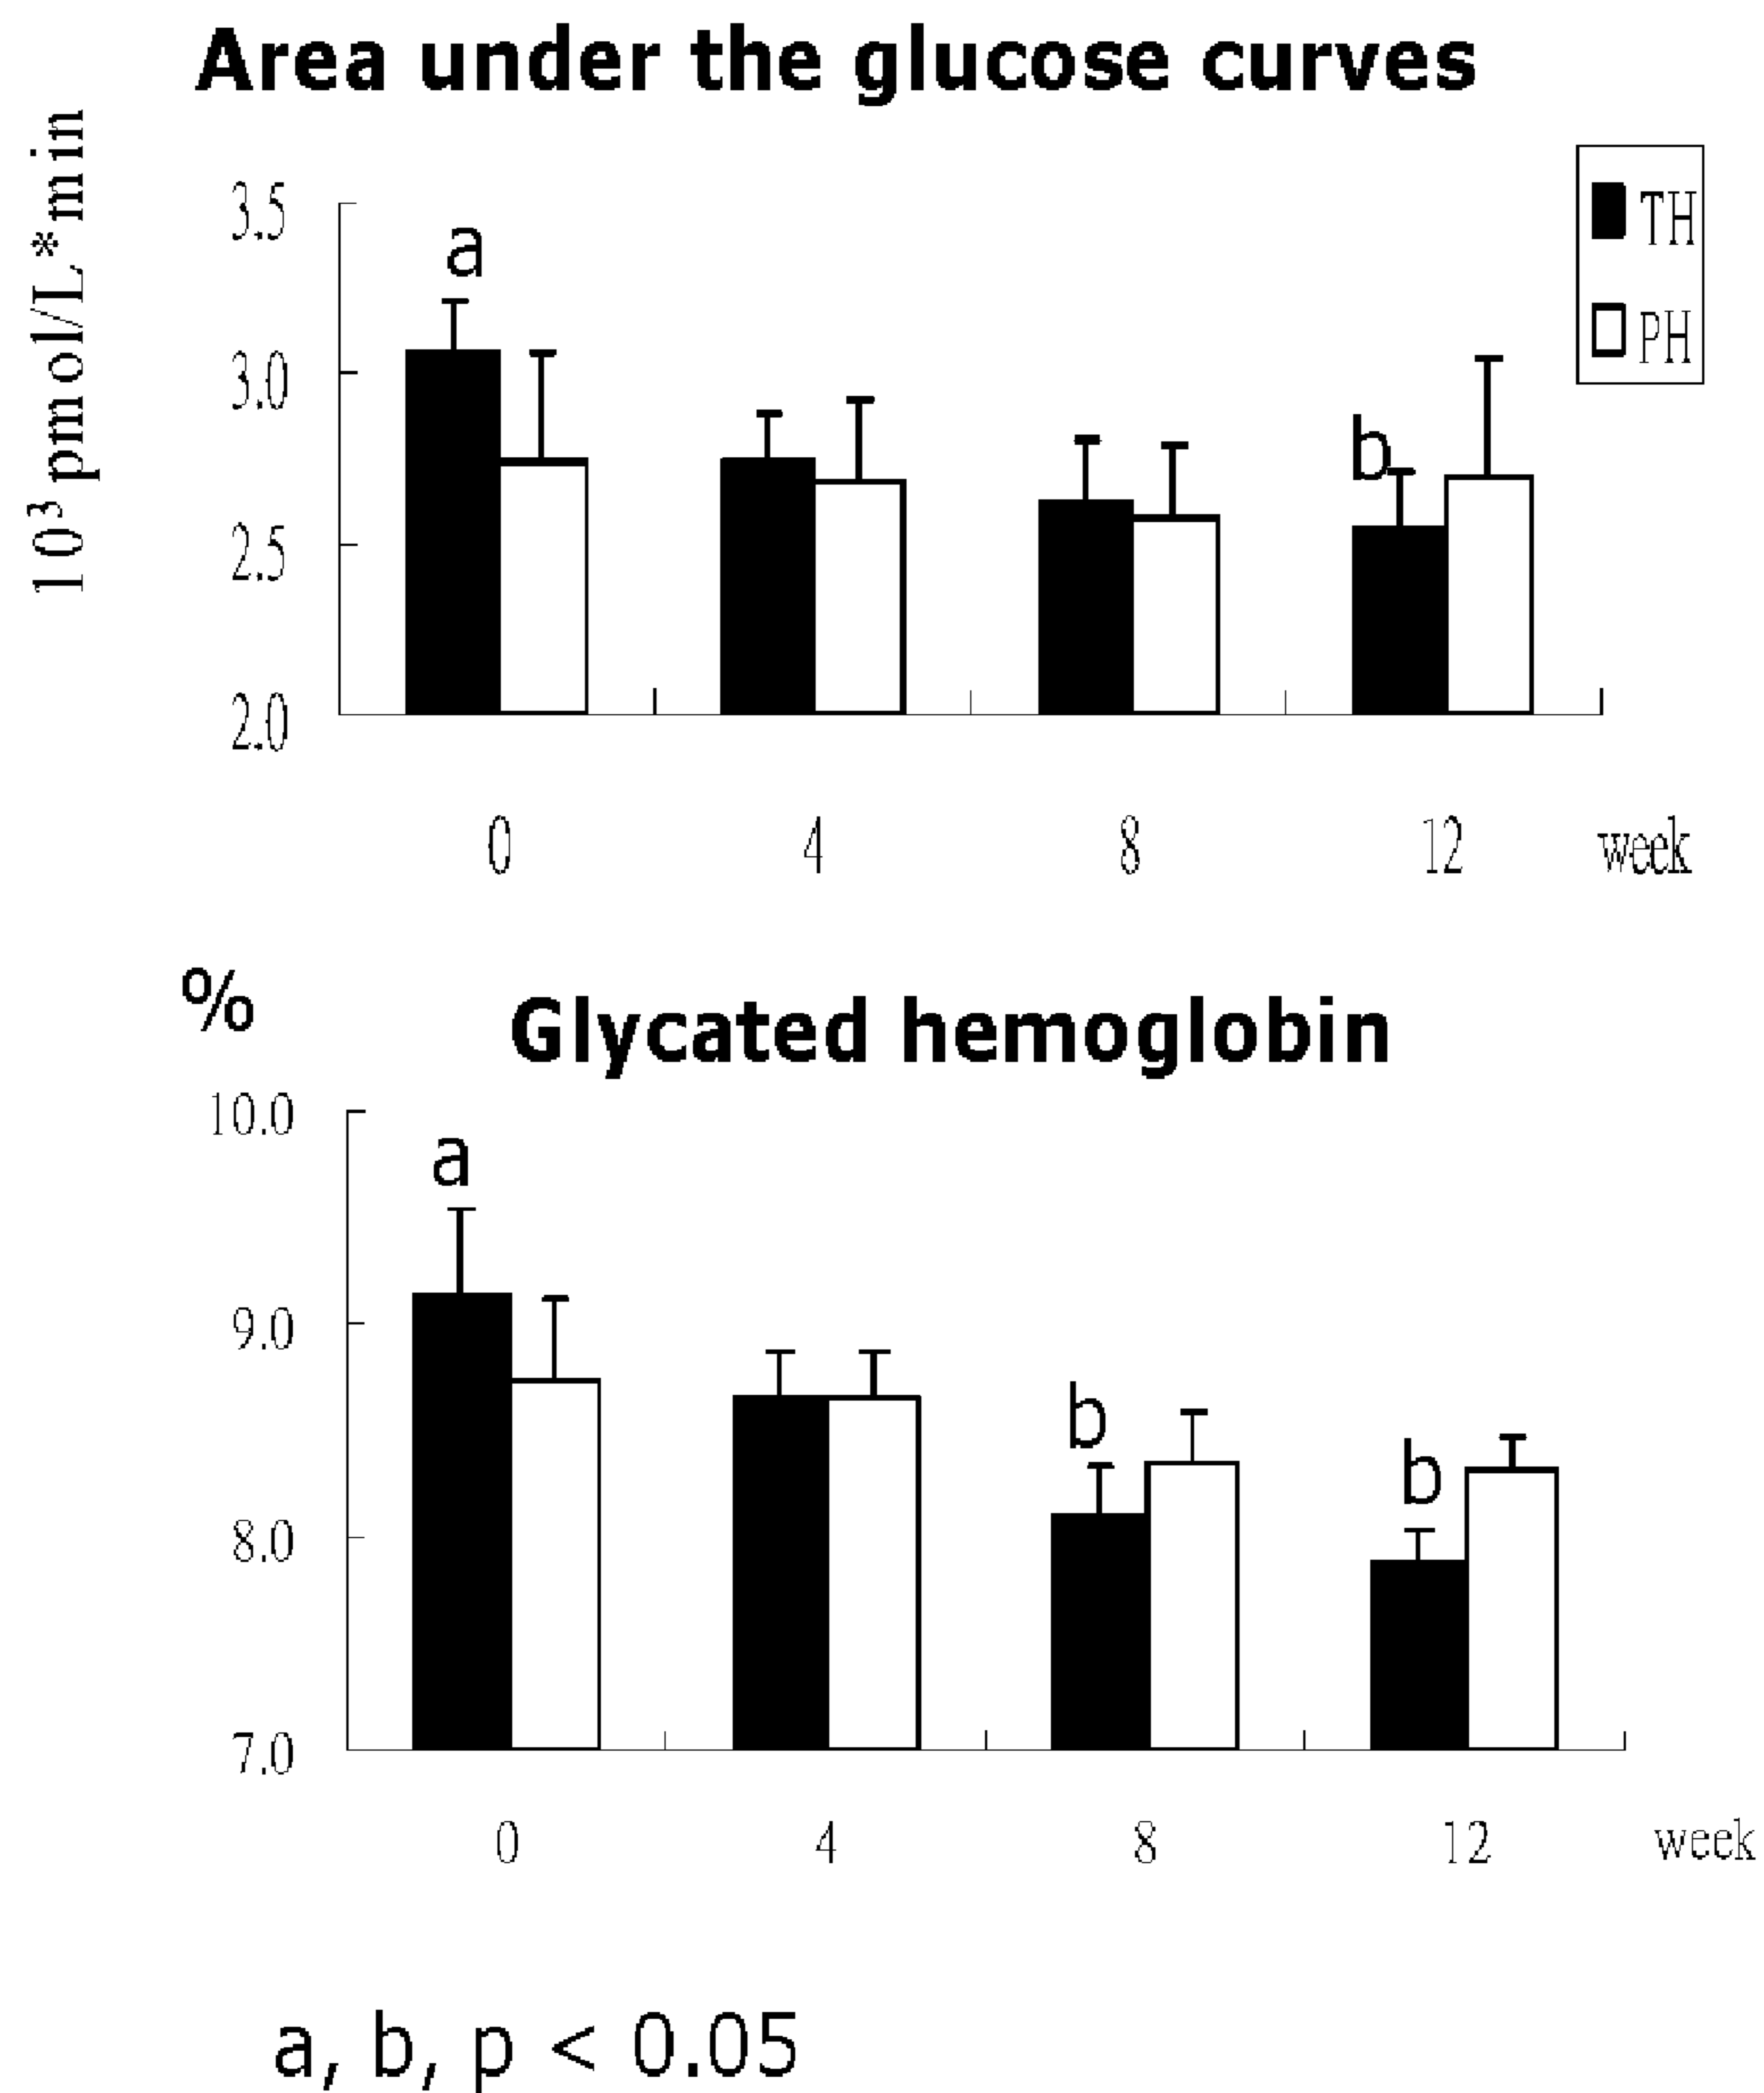 Area under the glucose curves
10³ pmol/L*min
3.5
3.0
2.5
2.0
a
b
TH
PH
0 4 8 12 week
%
Glycated hemoglobin
10.0
9.0
8.0
7.0
a
b
b
0 4 8 12 week
a, b, p < 0.05